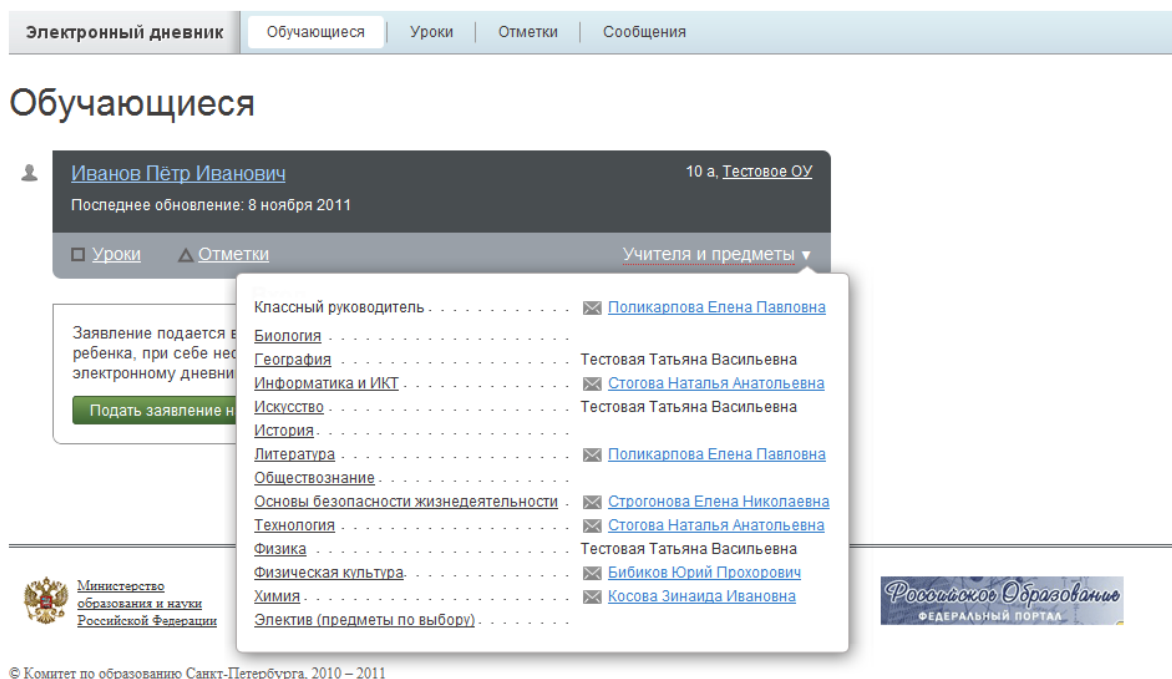 Электронный дневник Обучающиеся Уроки Отметки Сообщения
Обучающиеся
Иванов Пётр Иванович 10 а, Тестовое ОУ
Последнее обновление: 8 ноября 2011
Уроки Отметки Учителя и предметы
Классный руководитель . . . . . . . . . . . . Поликарпова Елена Павловна
Биология
География Тестовая Татьяна Васильевна
Информатика и ИКТ Стогова Наталья Анатольевна
Искусство Тестовая Татьяна Васильевна
История
Литература Поликарпова Елена Павловна
Обществознание
Основы безопасности жизнедеятельности Строгонова Елена Николаевна
Технология Стогова Наталья Анатольевна
Физика Тестовая Татьяна Васильевна
Физическая культура Бибиков Юрий Прохорович
Химия Косова Зинаида Ивановна
Электив (предметы по выбору)
Заявление подается
ребенка, при себе
электронному
Подать заявление
Министерство
образования и науки
Российской Федерации
Российское Образование
ФЕДЕРАЛЬНЫЙ ПОРТАЛ
© Комитет по образованию Санкт-Петербурга, 2010 – 2011